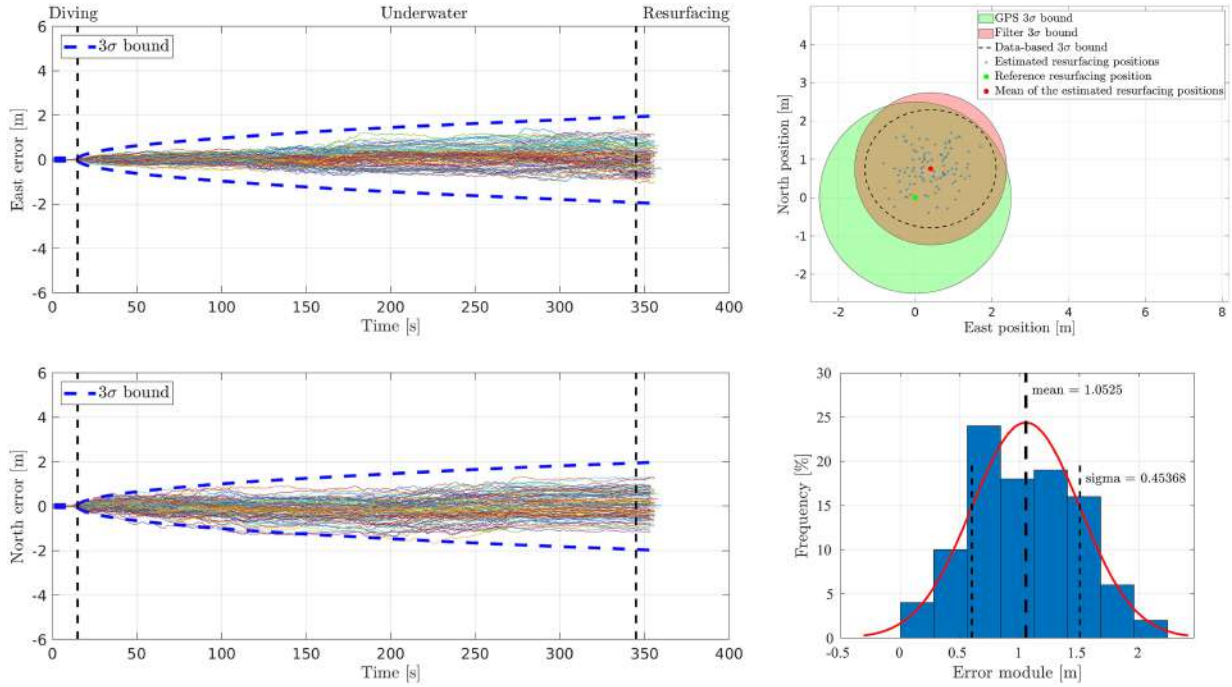 Diving Underwater Resurfacing
3σ bound
6
4
2
0
-2
-4
-6
East error [m]
0 50 100 150 200 250 300 350 400
Time [s]
GPS 3σ bound
Filter 3σ bound
Data-based 3σ bound
Estimated resurfacing positions
Reference resurfacing position
Mean of the estimated resurfacing positions
4
3
2
1
0
-1
-2
North position [m]
-2 0 2 4 6 8
East position [m]
3σ bound
6
4
2
0
-2
-4
-6
North error [m]
0 50 100 150 200 250 300 350 400
Time [s]
mean = 1.0525
sigma = 0.45368
30
25
20
15
10
5
0
Frequency [%]
-0.5 0 0.5 1 1.5 2
Error module [m]